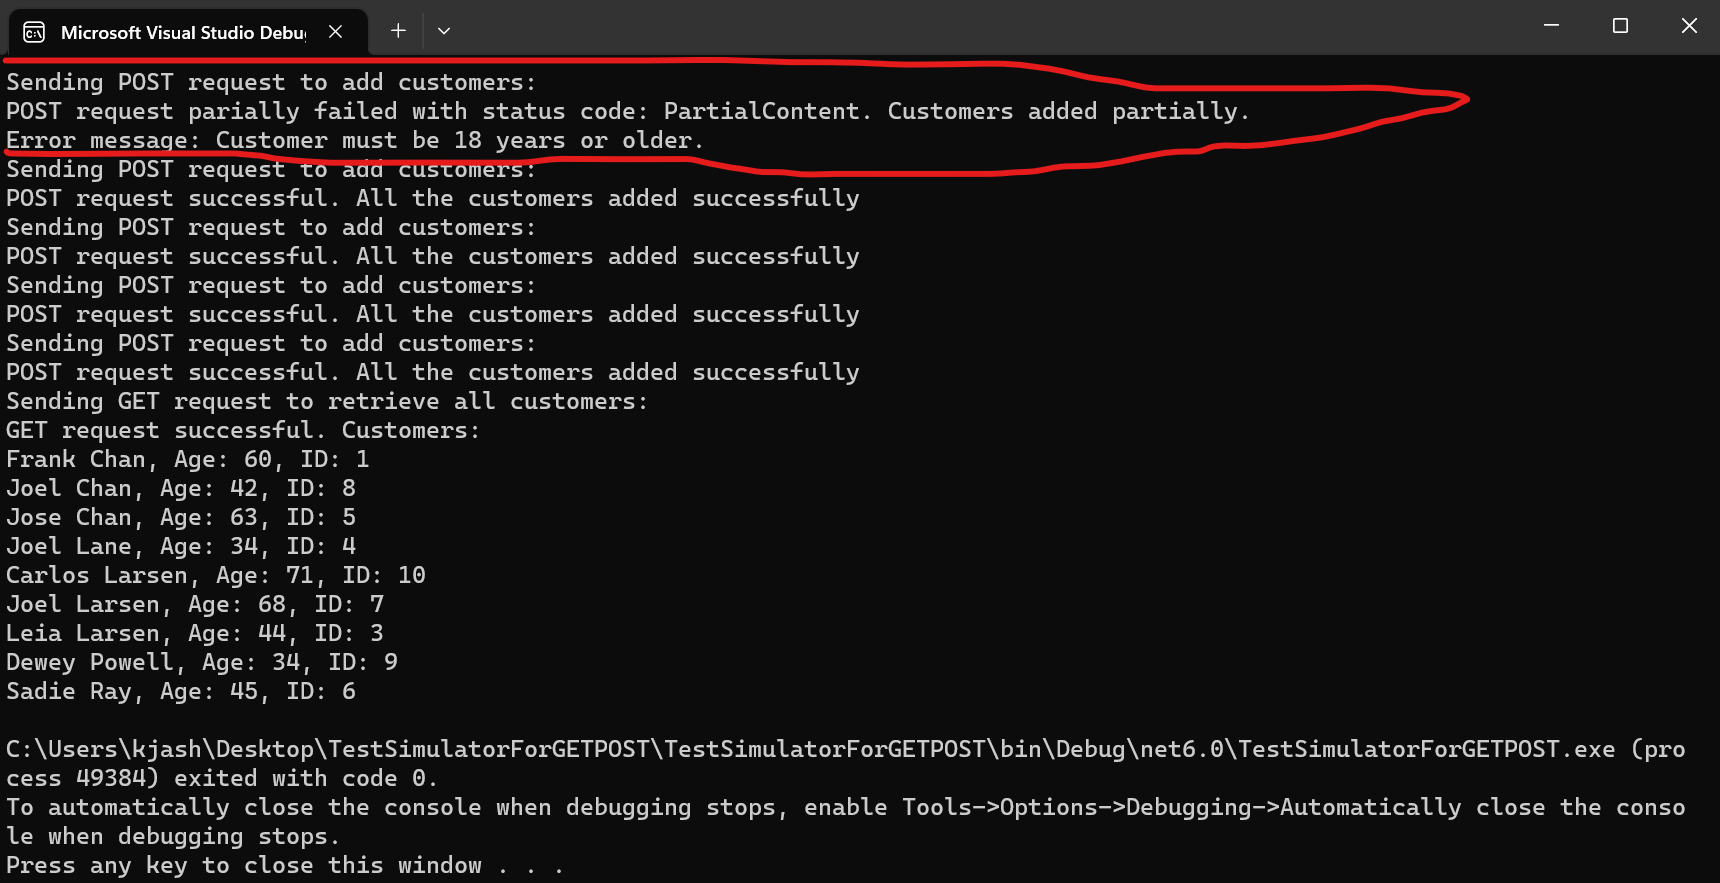 Microsoft Visual Studio Debu
Sending POST request to add customers:
POST request parially failed with status code: PartialContent. Customers added partially.
Error message: Customer must be 18 years or older.
Sending POST request to add customers:
POST request successful. All the customers added successfully
Sending POST request to add customers:
POST request successful. All the customers added successfully
Sending POST request to add customers:
POST request successful. All the customers added successfully
Sending POST request to add customers:
POST request successful. All the customers added successfully
Sending GET request to retrieve all customers:
GET request successful. Customers:
Frank Chan, Age: 60, ID: 1
Joel Chan, Age: 42, ID: 8
Jose Chan, Age: 63, ID: 5
Joel Lane, Age: 34, ID: 4
Carlos Larsen, Age: 71, ID: 10
Joel Larsen, Age: 68, ID: 7
Leia Larsen, Age: 44, ID: 3
Dewey Powell, Age: 34, ID: 9
Sadie Ray, Age: 45, ID: 6
C:\Users\kjash\Desktop\TestSimulatorForGETPOST\TestSimulatorForGETPOST\bin\Debug\net6.0\TestSimulatorForGETPOST.exe (pro
cess 49384) exited with code 0.
To automatically close the console when debugging stops, enable Tools->Options->Debugging->Automatically close the conso
le when debugging stops.
Press any key to close this window . . .